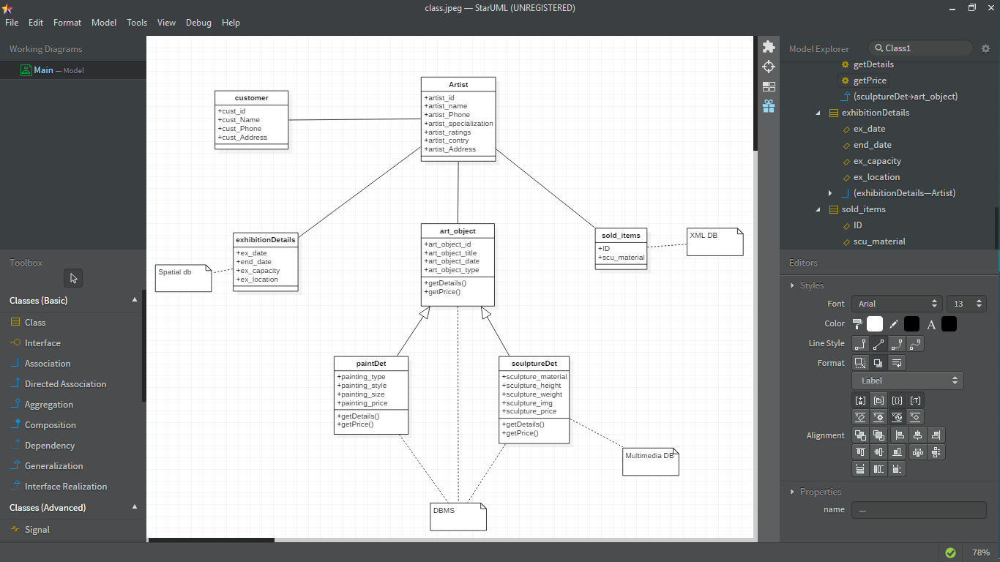 class.jpeg — StarUML (UNREGISTERED)
File Edit Format Model Tools View Debug Help
Working Diagrams
Main — Model
Toolbox
Classes (Basic)
Class
Interface
Association
Directed Association
Aggregation
Composition
Dependency
Generalization
Interface Realization
Classes (Advanced)
Signal
customer
+cust_id
+cust_Name
+cust_Phone
+cust_Address
Artist
+artist_id
+artist_name
+artist_Phone
+artist_specialization
+artist_ratings
+artist_contry
+artist_Address
exhibitionDetails
+ex_date
+end_date
+ex_capacity
+ex_location
Spatial db
art_object
+art_object_id
+art_object_title
+art_object_date
+art_object_type
+getDetails()
+getPrice()
sold_items
+ID
+scu_material
XML DB
paintDet
+painting_type
+painting_style
+painting_size
+painting_price
+getDetails()
+getPrice()
sculptureDet
+sculpture_material
+sculpture_height
+sculpture_weight
+sculpture_img
+sculpture_price
+getDetails()
+getPrice()
Multimedia DB
DBMS
Model Explorer
Class1
getDetails
getPrice
(sculptureDet→art_object)
exhibitionDetails
ex_date
end_date
ex_capacity
ex_location
(exhibitionDetails—Artist)
sold_items
ID
scu_material
Editors
Styles
Font Arial 13
Color A
Line Style
Format
Label
Alignment
Properties
name —
78%